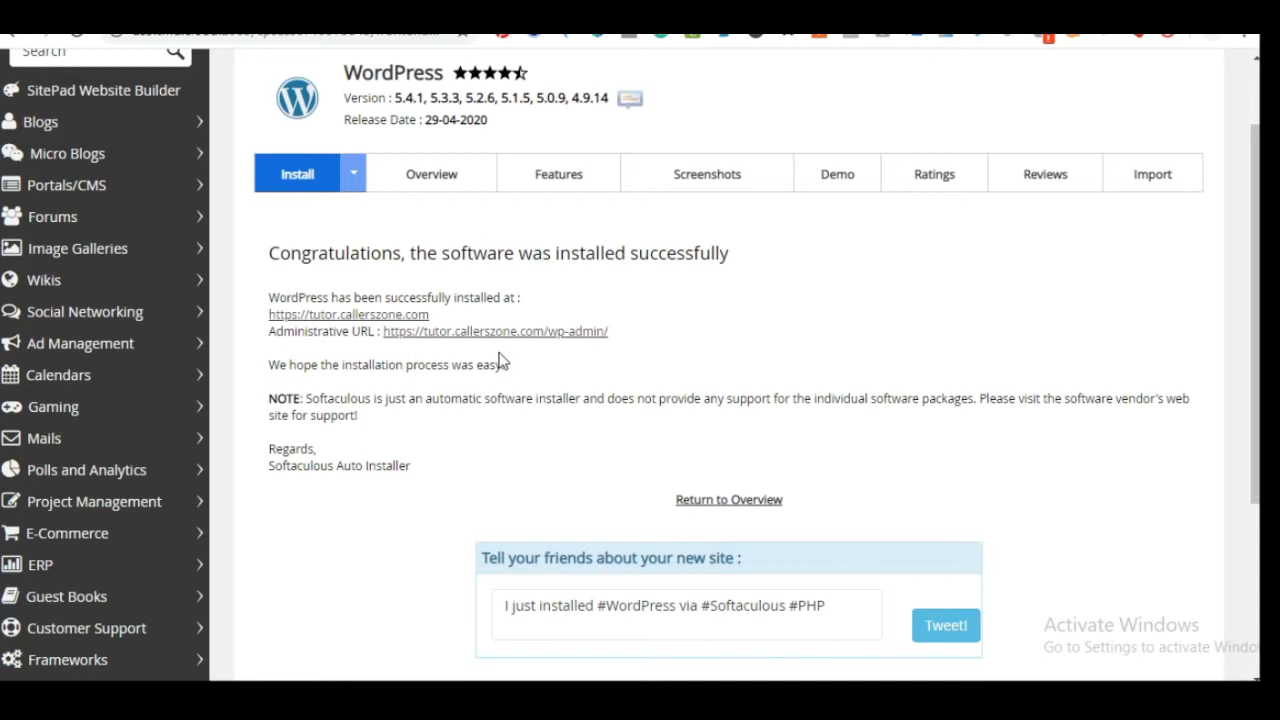 Search
SitePad Website Builder
Blogs
Micro Blogs
Portals/CMS
Forums
Image Galleries
Wikis
Social Networking
Ad Management
Calendars
Gaming
Mails
Polls and Analytics
Project Management
E-Commerce
ERP
Guest Books
Customer Support
Frameworks
WordPress
Version : 5.4.1, 5.3.3, 5.2.6, 5.1.5, 5.0.9, 4.9.14
Release Date : 29-04-2020
Install Overview Features Screenshots Demo Ratings Reviews Import
Congratulations, the software was installed successfully
WordPress has been successfully installed at :
https://tutor.callerszone.com
Administrative URL : https://tutor.callerszone.com/wp-admin/
We hope the installation process was easy.
NOTE: Softaculous is just an automatic software installer and does not provide any support for the individual software packages. Please visit the software vendor's web
site for support!
Regards,
Softaculous Auto Installer
Return to Overview
Tell your friends about your new site :
I just installed #WordPress via #Softaculous #PHP
Tweet!
Activate Windows
Go to Settings to activate Windo